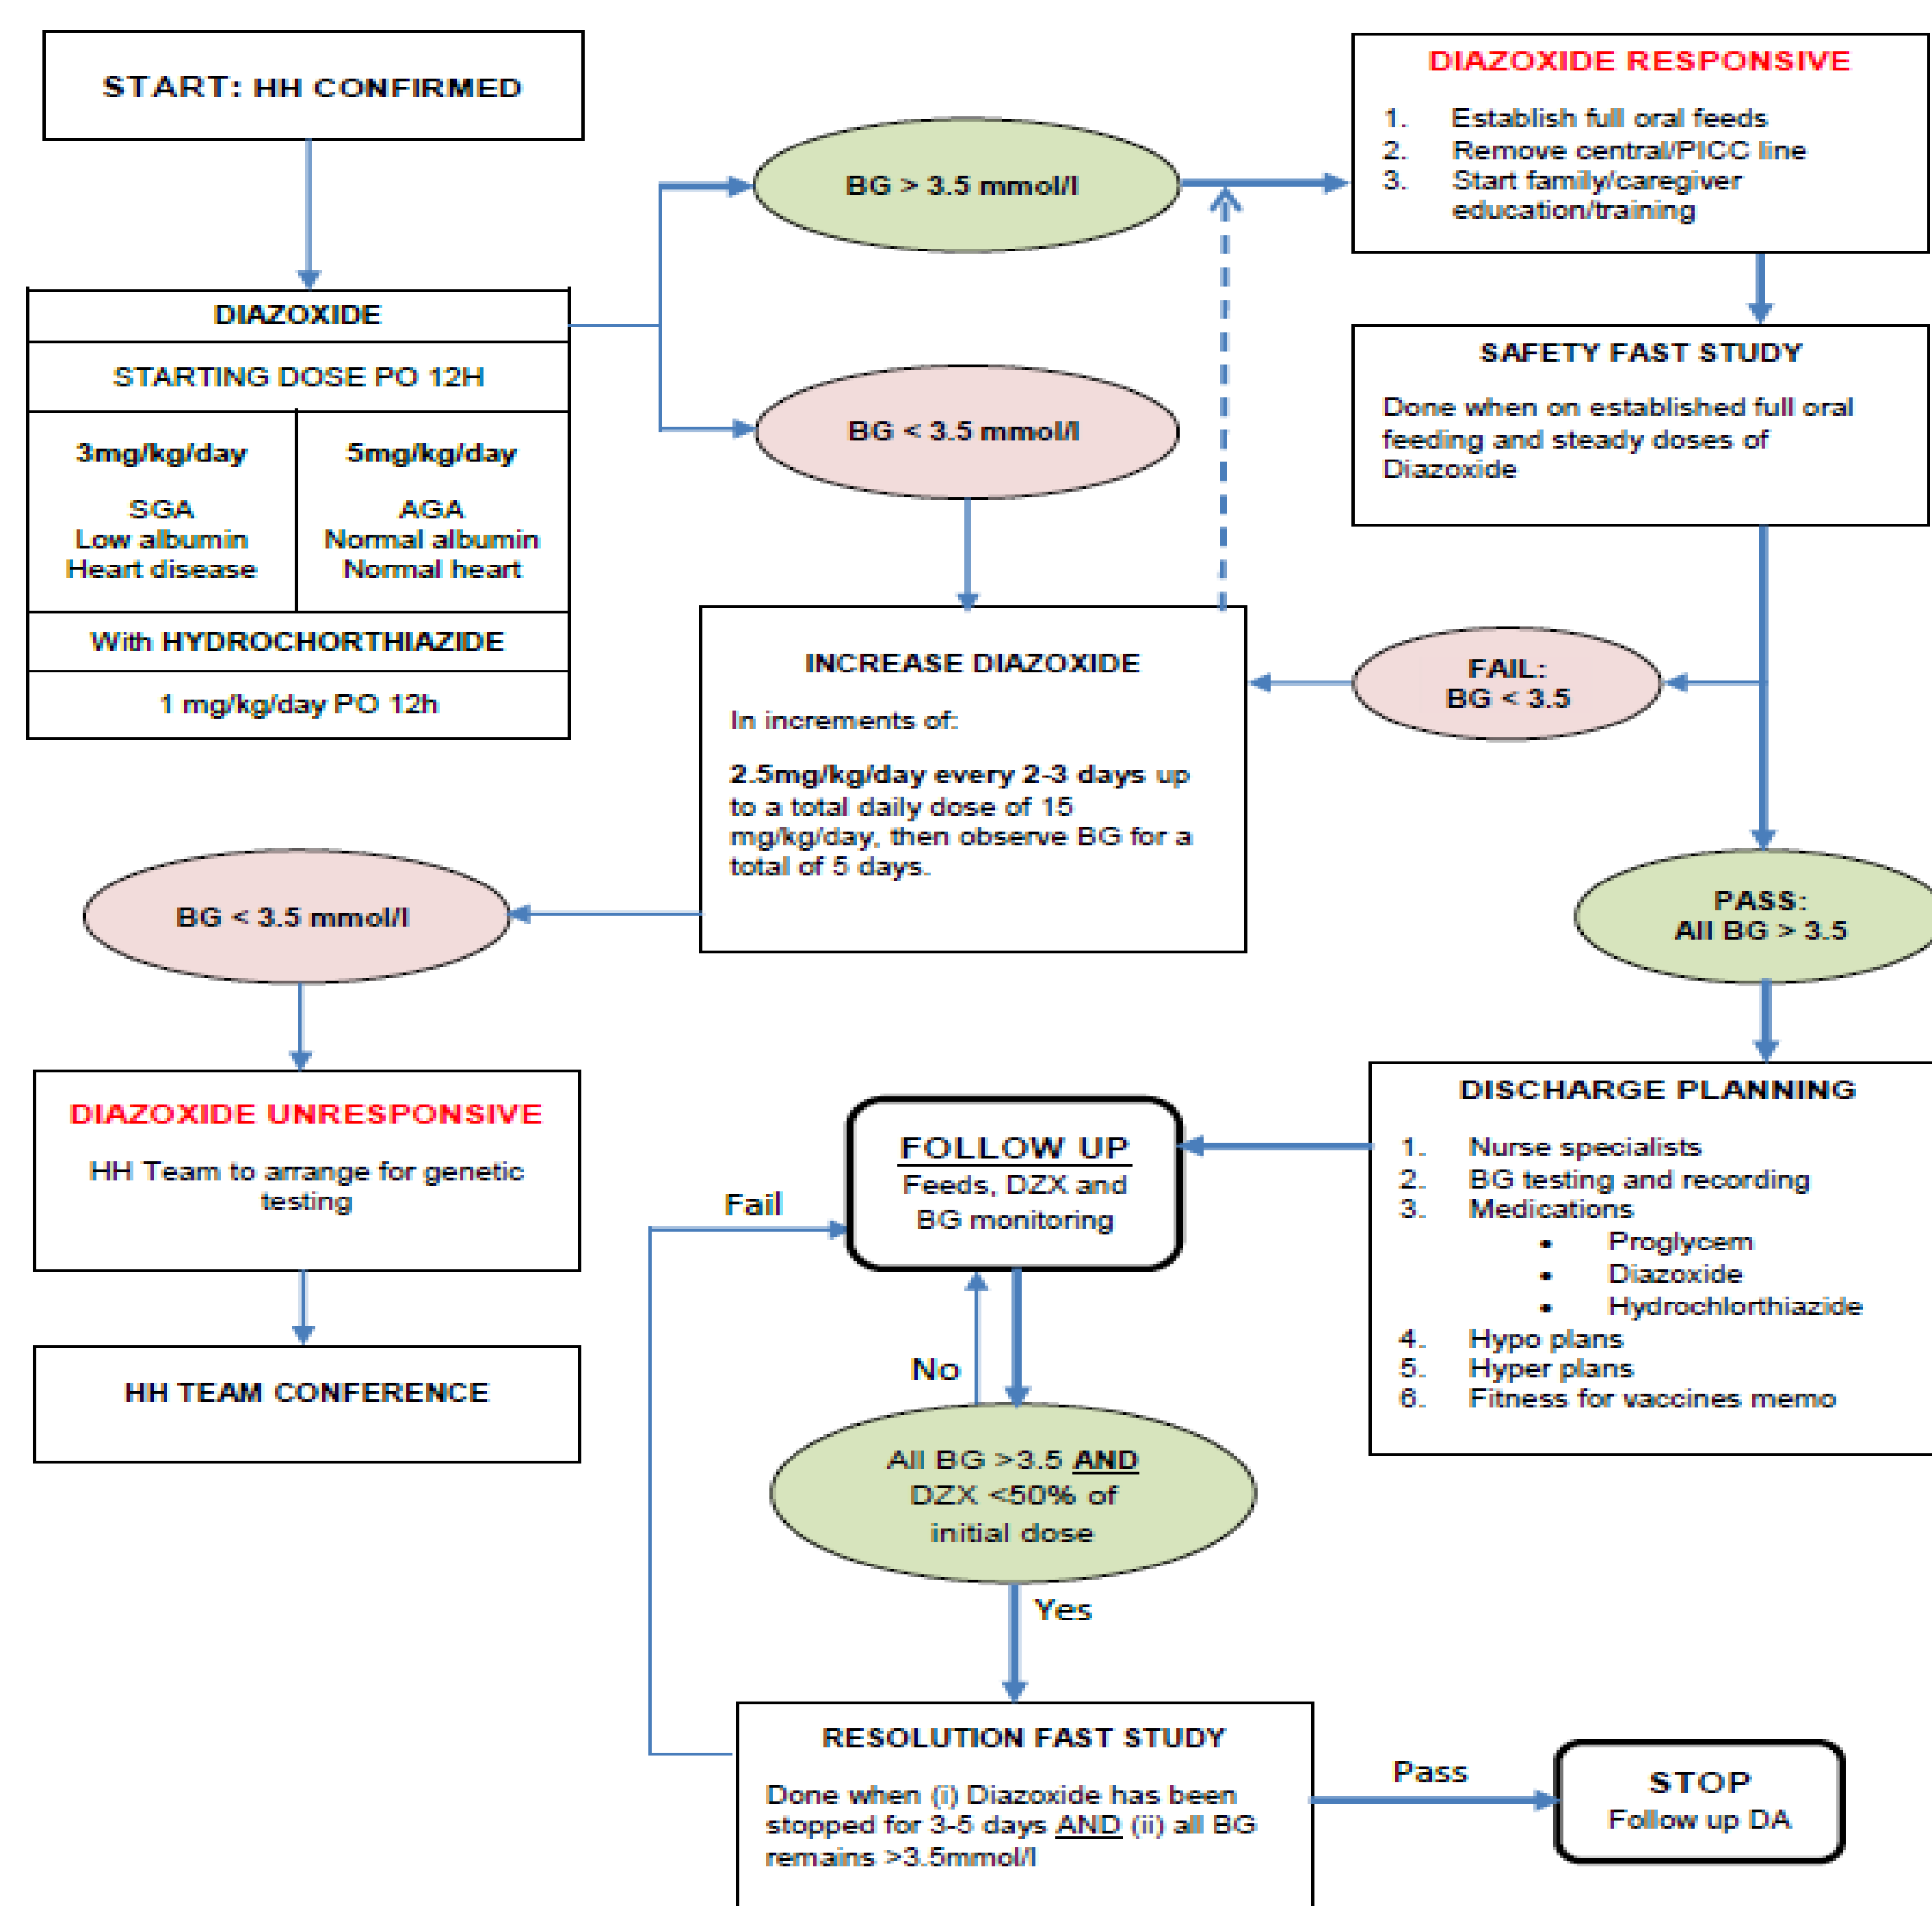 START: HH CONFIRMED
DIAZOXIDE
STARTING DOSE PO 12H
3mg/kg/day
SGA
Low albumin
Heart disease
5mg/kg/day
AGA
Normal albumin
Normal heart
With HYDROCHORTHIAZIDE
1 mg/kg/day PO 12h
BG > 3.5 mmol/l
BG < 3.5 mmol/l
DIAZOXIDE RESPONSIVE
1. Establish full oral feeds
2. Remove central/PICC line
3. Start family/caregiver
education/training
SAFETY FAST STUDY
Done when on established full oral
feeding and steady doses of
Diazoxide
INCREASE DIAZOXIDE
In increments of:
2.5mg/kg/day every 2-3 days up
to a total daily dose of 15
mg/kg/day, then observe BG for a
total of 5 days.
FAIL:
BG < 3.5
PASS:
All BG > 3.5
BG < 3.5 mmol/l
DIAZOXIDE UNRESPONSIVE
HH Team to arrange for genetic
testing
HH TEAM CONFERENCE
DISCHARGE PLANNING
1. Nurse specialists
2. BG testing and recording
3. Medications
• Proglycem
• Diazoxide
• Hydrochlorthiazide
4. Hypo plans
5. Hyper plans
6. Fitness for vaccines memo
FOLLOW UP
Feeds, DZX and
BG monitoring
Fail
No
All BG >3.5 AND
DZX <50% of
initial dose
Yes
RESOLUTION FAST STUDY
Done when (i) Diazoxide has been
stopped for 3-5 days AND (ii) all BG
remains >3.5mmol/l
Pass
STOP
Follow up DA